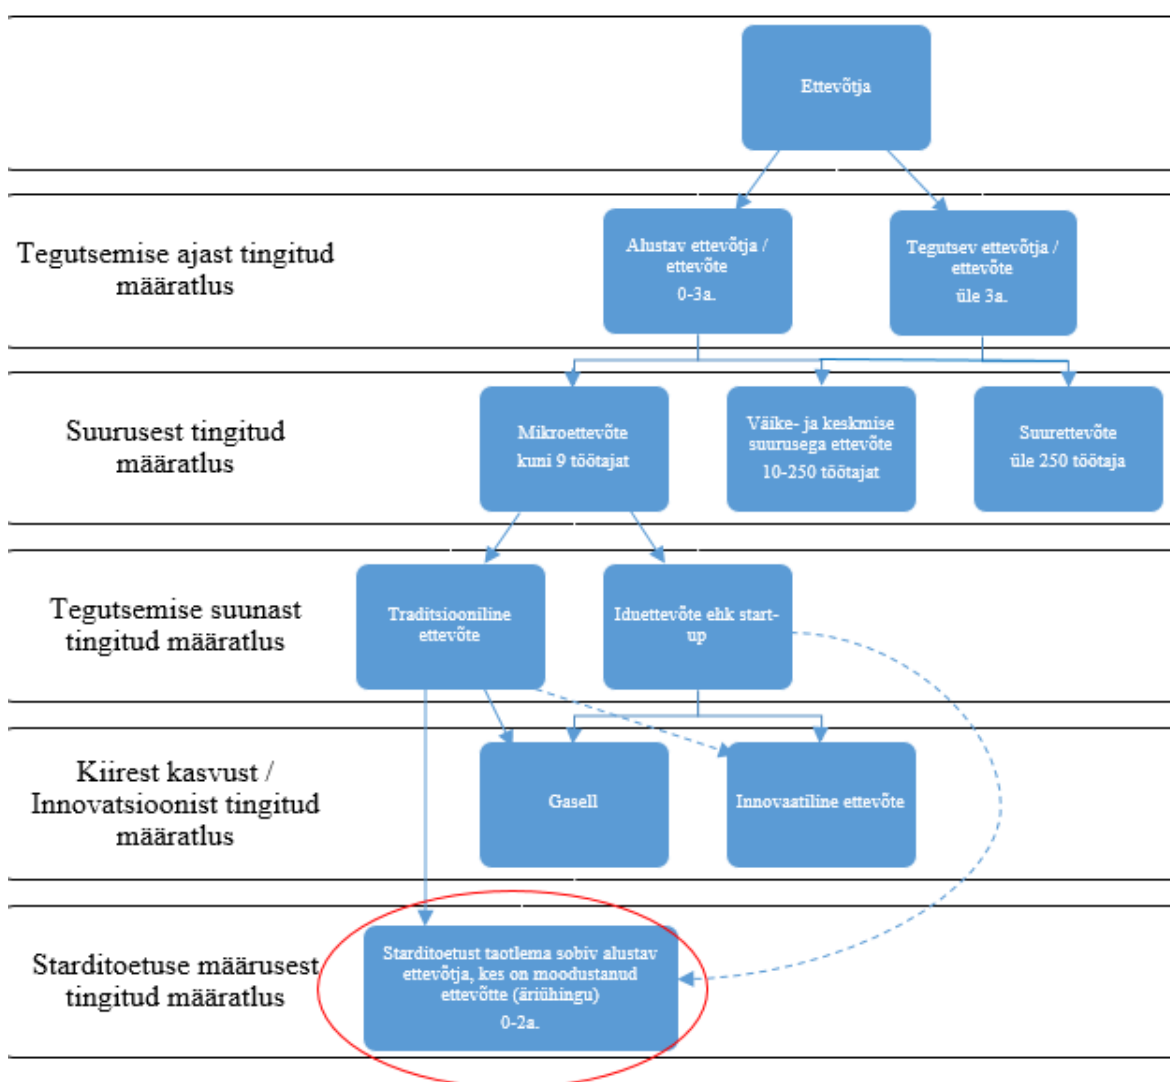 Ettevõtja
Tegutsemise ajast tingitud
määratlus
Alustav ettevõtja /
ettevõte
0-3a.
Tegutsev ettevõtja /
ettevõte
üle 3a.
Suurusest tingitud
määratlus
Mikroettevõte
kuni 9 töötajat
Väike- ja keskmise
suurusega ettevõte
10-250 töötajat
Suurettevõte
üle 250 töötaja
Tegutsemise suunast
tingitud määratlus
Traditsiooniline
ettevõte
Iduettevõte ehk start-
up
Kiirest kasvust /
Innovatsioonist tingitud
määratlus
Gasell
Innovaatiline ettevõte
Starditoetuse määrusest
tingitud määratlus
Starditoetust taotlema sobiv alustav
ettevõtja, kes on moodustanud
ettevõtte (äriühingu)
0-2a.